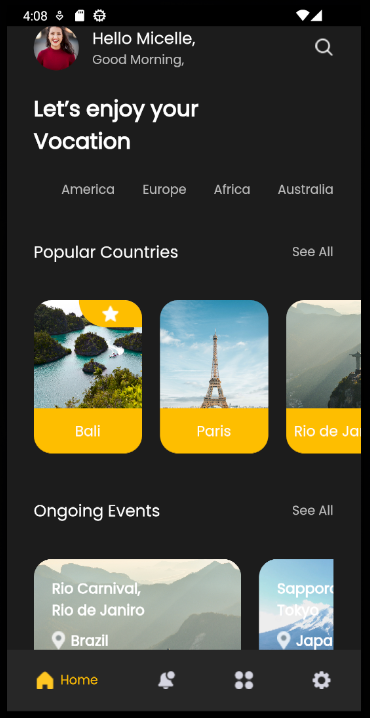 4:08
Hello Micelle,
Good Morning,
Let's enjoy your
Vocation
America Europe Africa Australia
Popular Countries See All
Bali Paris Rio de Jar
Ongoing Events See All
Rio Carnival, Sapporo
Rio de Janiro Tokyo
Brazil Japa
Home